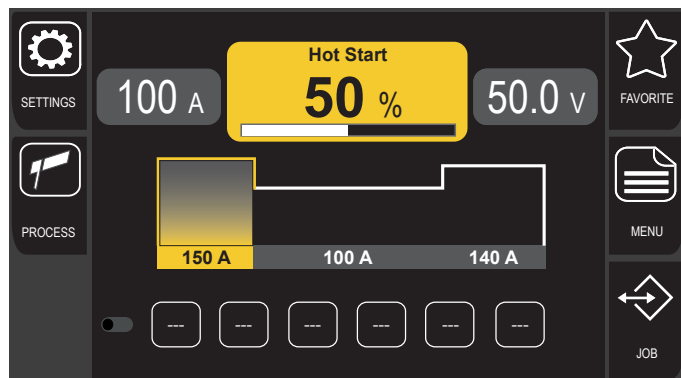 SETTINGS
PROCESS
Hot Start
100 A
50 %
50.0 V
150 A
100 A
140 A
---
---
---
---
---
---
FAVORITE
MENU
JOB